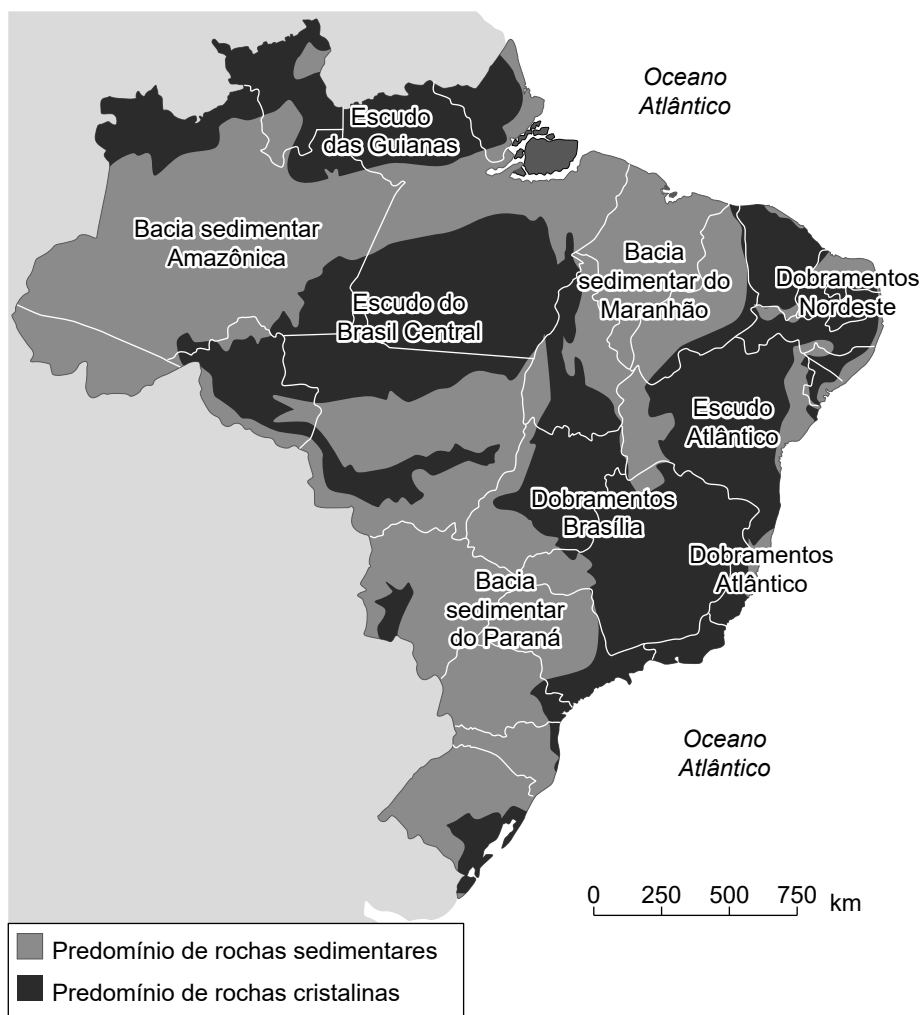 Oceano
Atlântico
Escudo
das Guianas
Bacia sedimentar
Amazônica
Bacia
sedimentar do
Maranhão
Dobramentos
Nordeste
Escudo do
Brasil Central
Escudo
Atlântico
Dobramentos
Brasília
Dobramentos
Atlântico
Bacia
sedimentar
do Paraná
Oceano
Atlântico
0 250 500 750 km
Predomínio de rochas sedimentares
Predomínio de rochas cristalinas